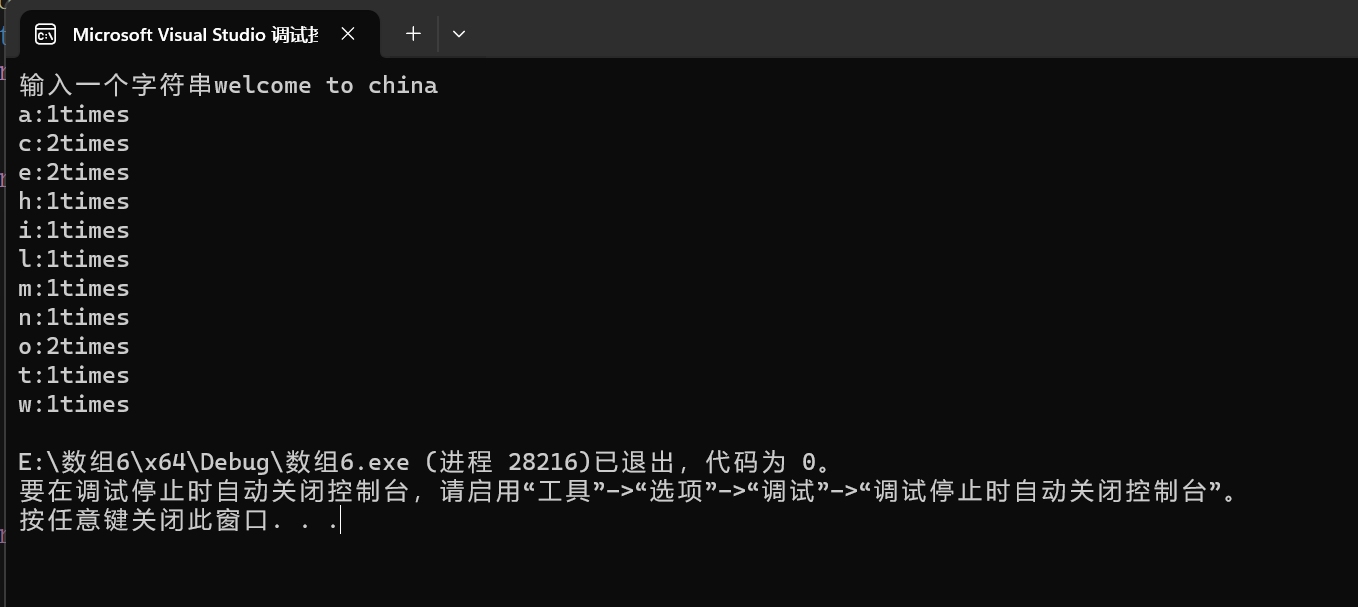 Microsoft Visual Studio 调试
输入一个字符串welcome to china
a:1times
c:2times
e:2times
h:1times
i:1times
l:1times
m:1times
n:1times
o:2times
t:1times
w:1times
E:\数组6\x64\Debug\数组6.exe (进程 28216)已退出，代码为 0。
要在调试停止时自动关闭控制台，请启用“工具”->“选项”->“调试”->“调试停止时自动关闭控制台”。
按任意键关闭此窗口. . .